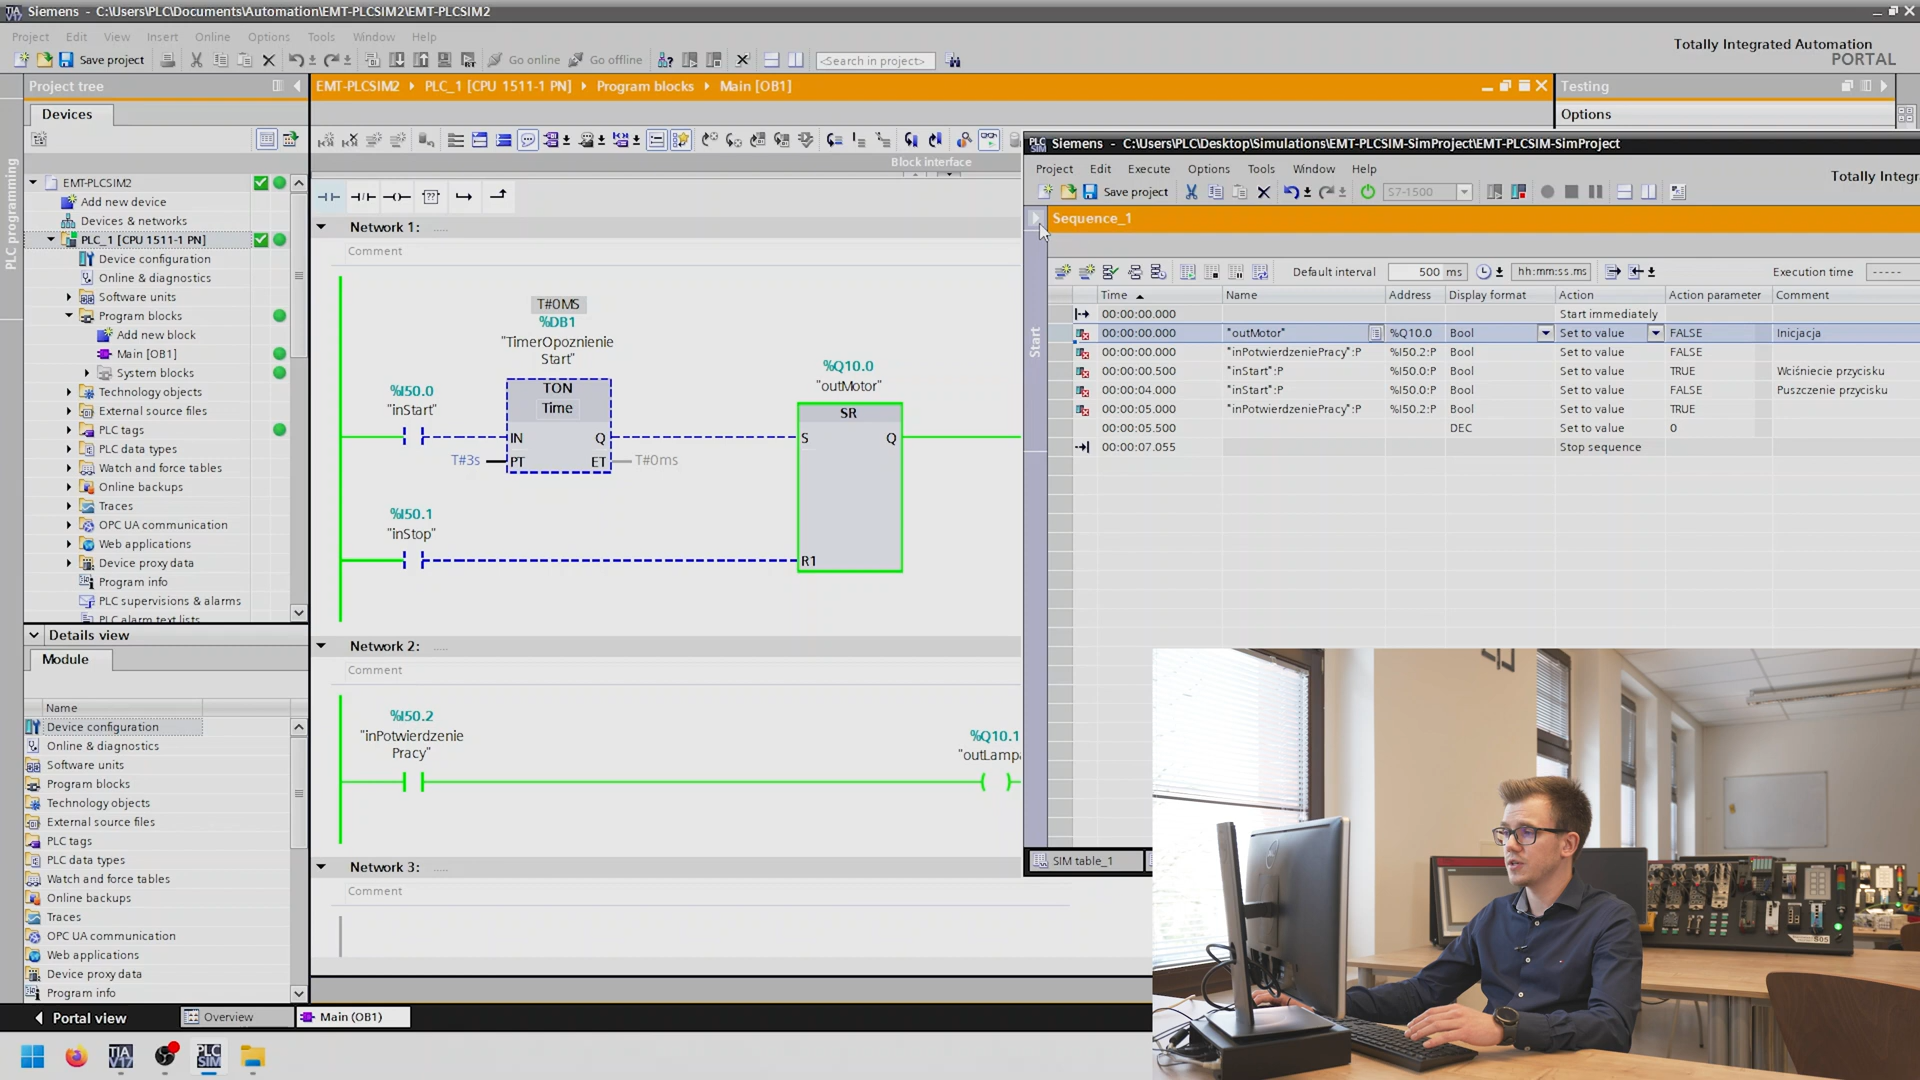 Siemens - C:\Users\PLC\Documents\Automation\EMT-PLCSIM2\EMT-PLCSIM2
Project Edit View Insert Online Options Tools Window Help
Save project Go online Go offline <Search in project>
Totally Integrated Automation
PORTAL
Project tree
Devices
PLC programming
EMT-PLCSIM2
Add new device
Devices & networks
PLC_1 [CPU 1511-1 PN]
Device configuration
Online & diagnostics
Software units
Program blocks
Add new block
Main [OB1]
System blocks
Technology objects
External source files
PLC tags
PLC data types
Watch and force tables
Online backups
Traces
OPC UA communication
Web applications
Device proxy data
Program info
PLC supervisions & alarms
PLC alarm text lists
Details view
Module
Name
Device configuration
Online & diagnostics
Software units
Program blocks
Technology objects
External source files
PLC tags
PLC data types
Watch and force tables
Online backups
Traces
OPC UA communication
Web applications
Device proxy data
Program info
Portal view
Overview
Main (OB1)
EMT-PLCSIM2 PLC_1 [CPU 1511-1 PN] Program blocks Main [OB1]
Block interface
Network 1: .....
Comment
T#0MS
%DB1
"TimerOpoznienie
Start"
TON
Time
IN Q
PT ET
T#3s
T#0ms
%I50.0
"inStart"
%Q10.0
"outMotor"
SR
S Q
R1
%I50.1
"inStop"
Network 2: .....
Comment
%I50.2
"inPotwierdzenie
Pracy"
%Q10.1
"outLamp
Network 3: .....
Comment
Testing
Options
Siemens - C:\Users\PLC\Desktop\Simulations\EMT-PLCSIM-SimProject\EMT-PLCSIM-SimProject
Project Edit Execute Options Tools Window Help
Totally Integr
Save project S7-1500
Sequence_1
Start
Default interval 500 ms hh:mm:ss.ms Execution time -----
Time Name Address Display format Action Action parameter Comment
00:00:00.000 Start immediately
00:00:00.000 "outMotor" %Q10.0 Bool Set to value FALSE Inicjacja
00:00:00.000 "inPotwierdzeniePracy":P %I50.2:P Bool Set to value FALSE
00:00:00.500 "inStart":P %I50.0:P Bool Set to value TRUE Wciśniecie przycisku
00:00:04.000 "inStart":P %I50.0:P Bool Set to value FALSE Puszczenie przycisku
00:00:05.000 "inPotwierdzeniePracy":P %I50.2:P Bool Set to value TRUE
00:00:05.500 DEC Set to value 0
00:00:07.055 Stop sequence
SIM table_1
TIA
V17
PLC
SIM